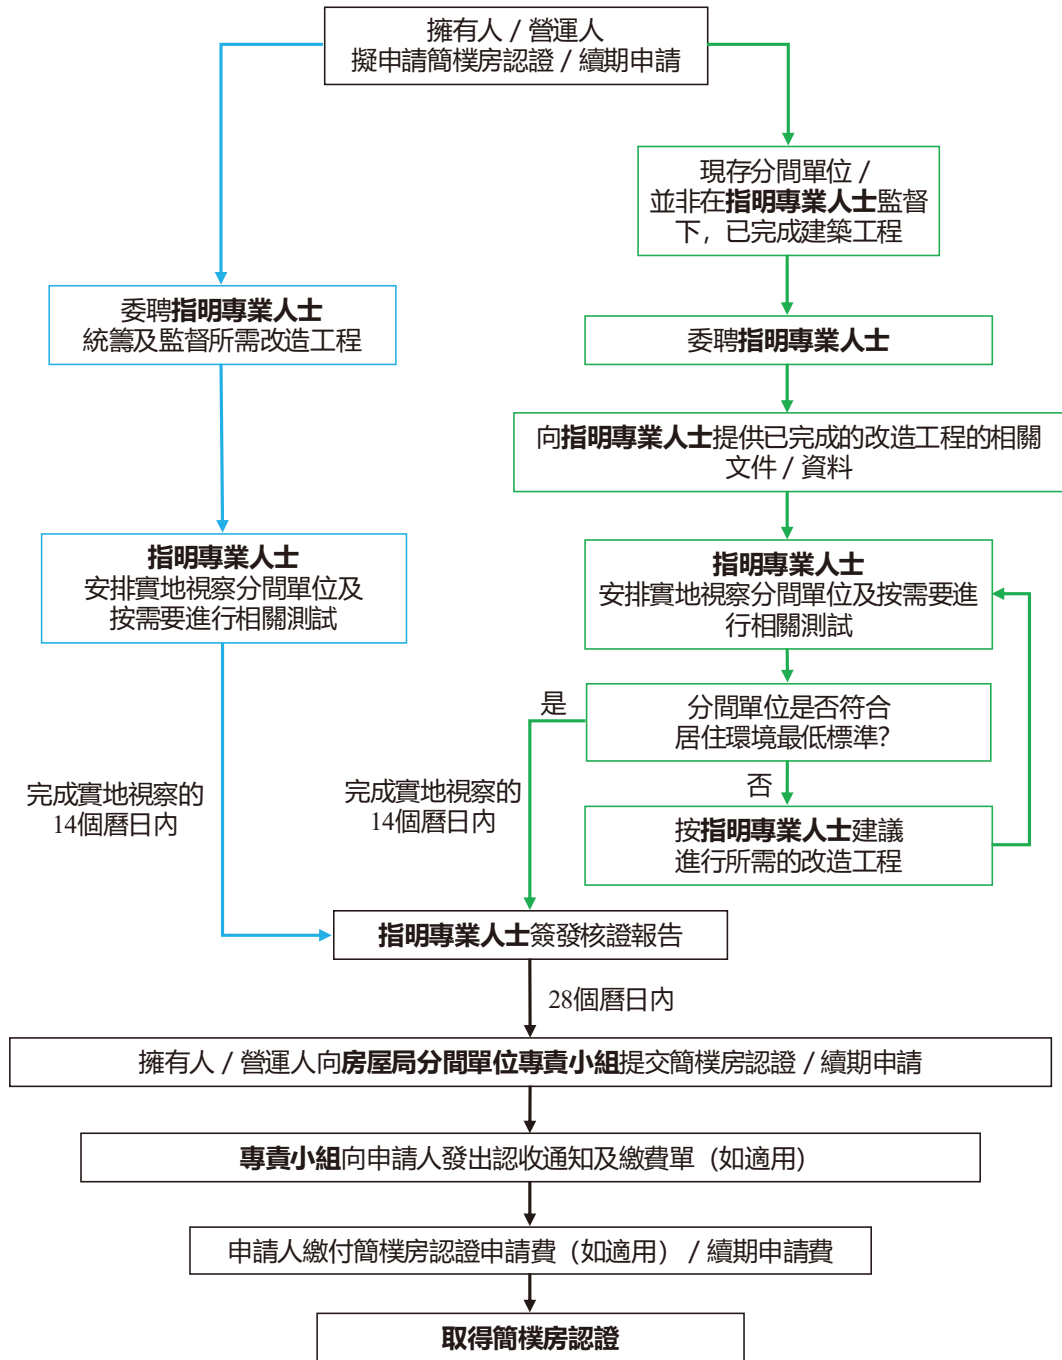 擁有人 / 營運人
擬申請簡樸房認證 / 續期申請
現存分間單位 /
並非在指明專業人士監督
下，已完成建築工程
委聘指明專業人士
統籌及監督所需改造工程
委聘指明專業人士
向指明專業人士提供已完成的改造工程的相關
文件 / 資料
指明專業人士
安排實地視察分間單位及
按需要進行相關測試
指明專業人士
安排實地視察分間單位及按需要進
行相關測試
是
分間單位是否符合
居住環境最低標準?
否
完成實地視察的
14個曆日內
完成實地視察的
14個曆日內
按指明專業人士建議
進行所需的改造工程
指明專業人士簽發核證報告
28個曆日內
擁有人 / 營運人向房屋局分間單位專責小組提交簡樸房認證 / 續期申請
專責小組向申請人發出認收通知及繳費單（如適用）
申請人繳付簡樸房認證申請費（如適用）/ 續期申請費
取得簡樸房認證